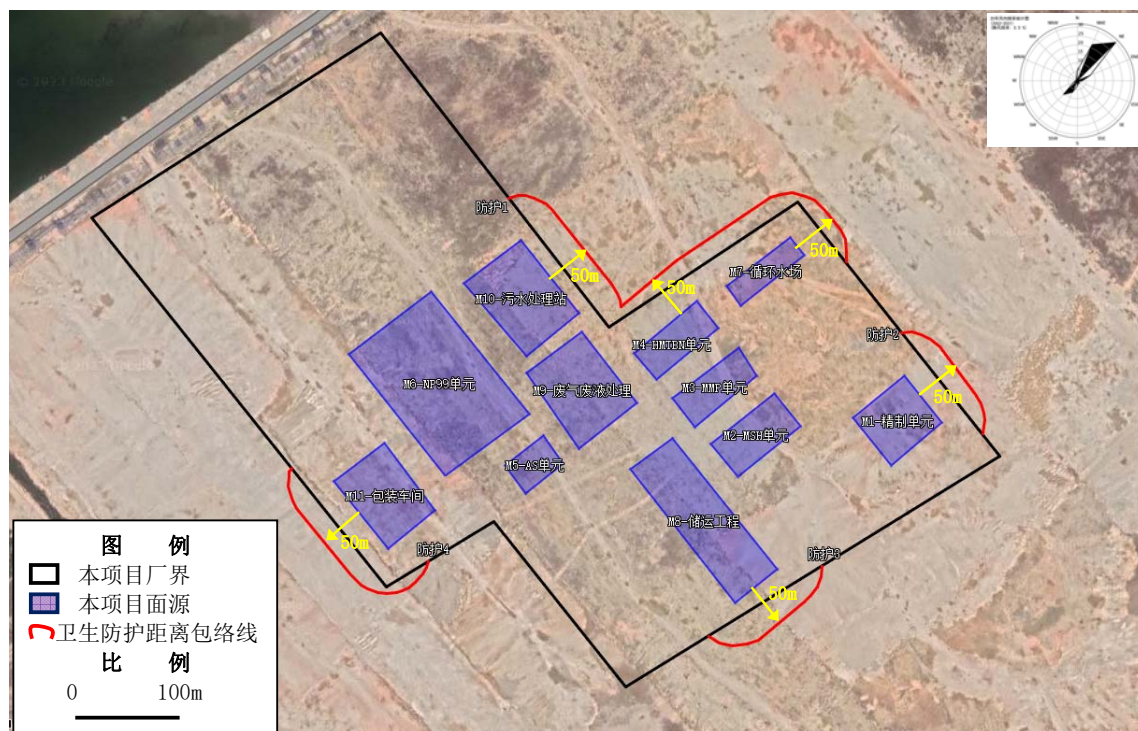 © 2023 Google
N
防护1
50m
M10-污水处理站
50m
M7-循环水场
50m
M4-HMTBN单元
防护2
M6-NP99单元
M9-废气废液处理
M3-MMP单元
50m
M1-精制单元
M2-MSH单元
M5-AS单元
M11-包装车间
50m
防护4
M8-储运工程
防护3
50m
图 例
本项目厂界
本项目面源
卫生防护距离包络线
比 例
0 100m